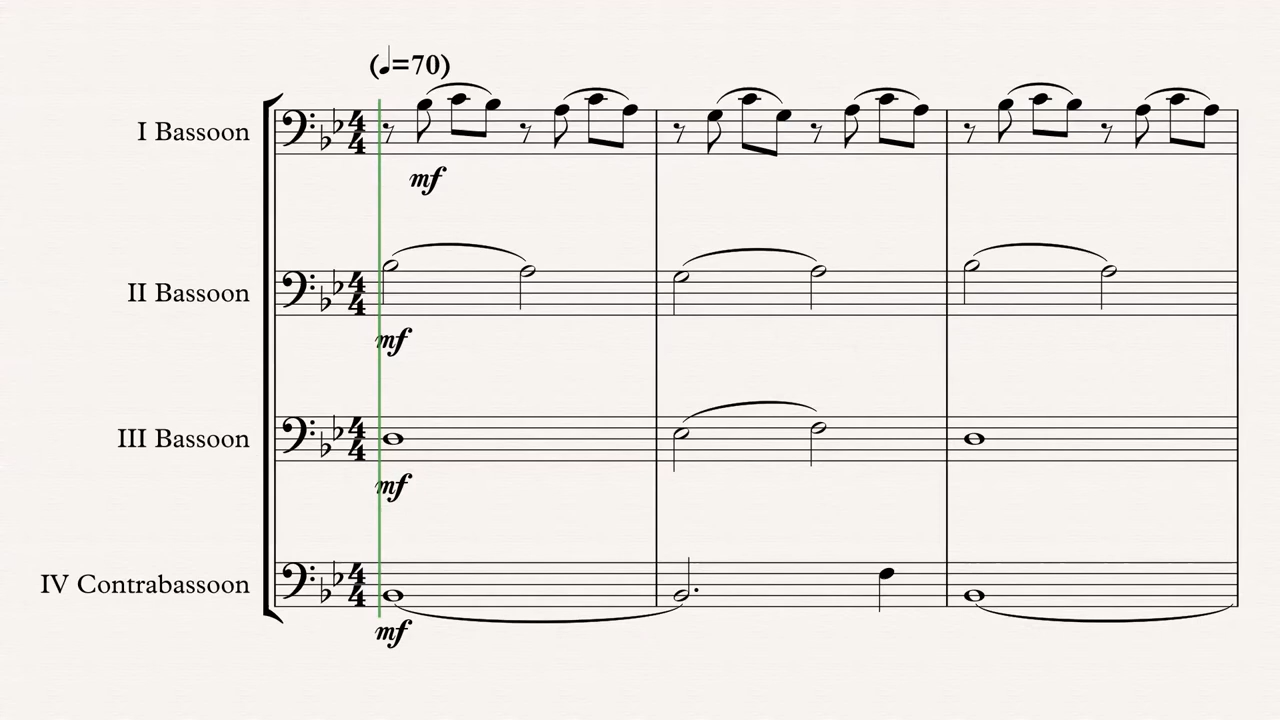 (♩=70)
I Bassoon
mf
II Bassoon
mf
III Bassoon
mf
IV Contrabassoon
mf